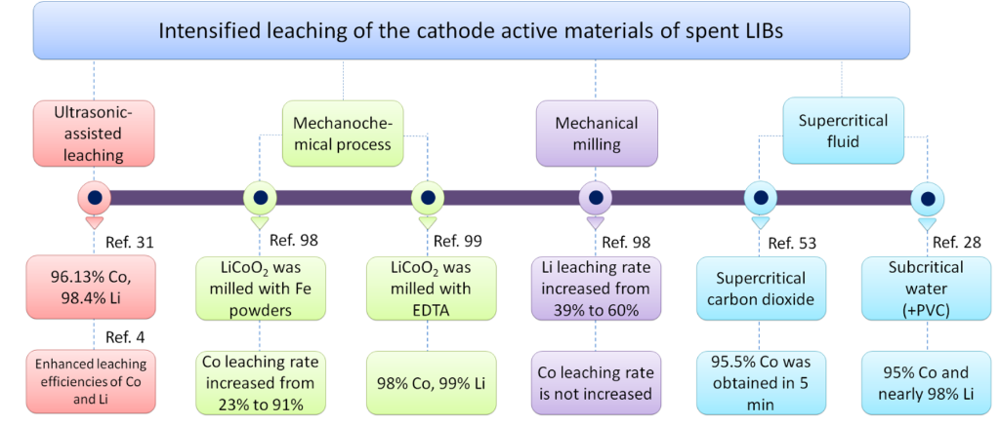 Intensified leaching of the cathode active materials of spent LIBs
Ultrasonic-
assisted
leaching
Mechanoche-
mical process
Mechanical
milling
Supercritical
fluid
Ref. 31
Ref. 98
Ref. 99
Ref. 98
Ref. 53
Ref. 28
96.13% Co,
98.4% Li
LiCoO₂ was
milled with Fe
powders
LiCoO₂ was
milled with
EDTA
Li leaching rate
increased from
39% to 60%
Supercritical
carbon dioxide
Subcritical
water
(+PVC)
Ref. 4
Enhanced leaching
efficiencies of Co
and Li
Co leaching rate
increased from
23% to 91%
98% Co, 99% Li
Co leaching rate
is not increased
95.5% Co was
obtained in 5
min
95% Co and
nearly 98% Li